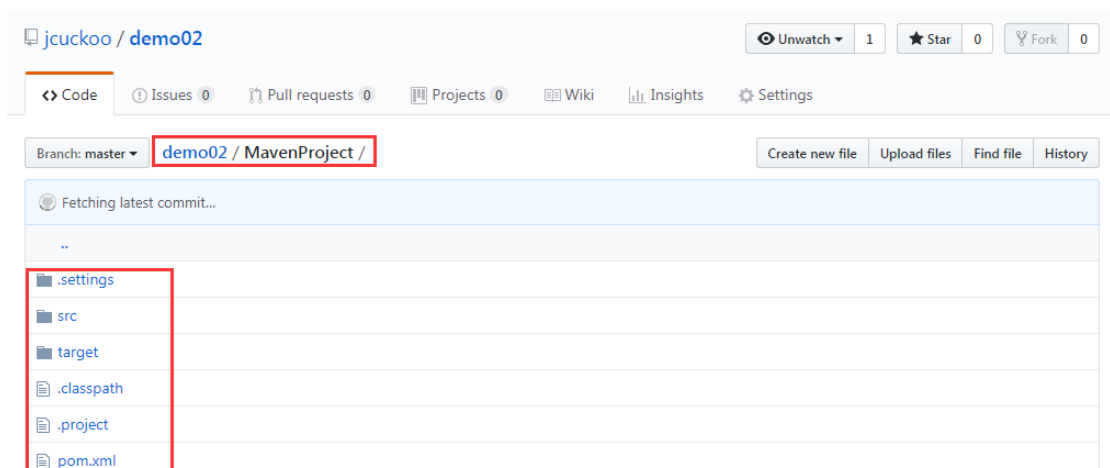 jcuckoo / demo02 Unwatch 1 Star 0 Fork 0
Code Issues 0 Pull requests 0 Projects 0 Wiki Insights Settings
Branch: master demo02 / MavenProject / Create new file Upload files Find file History
Fetching latest commit...
..
.settings
src
target
.classpath
.project
pom.xml